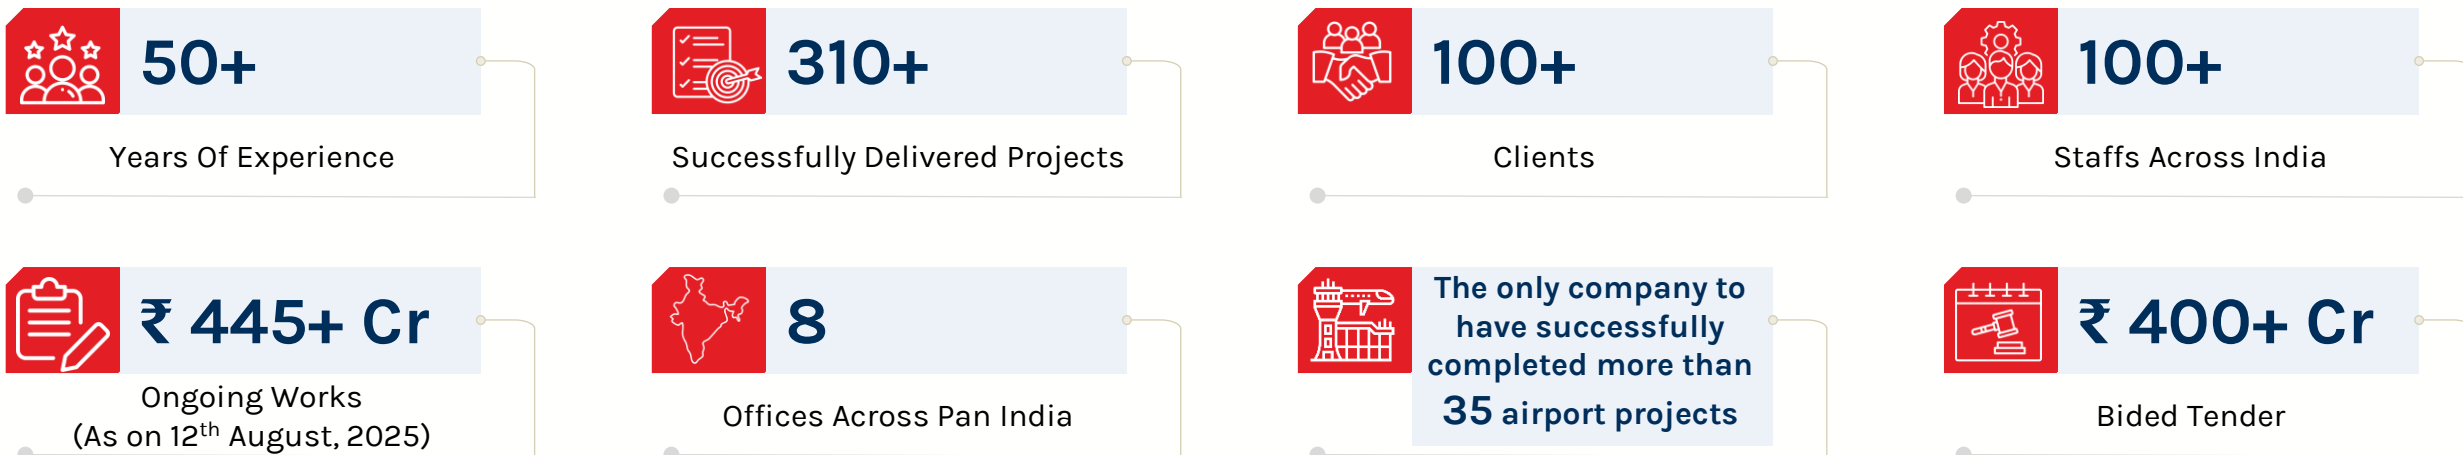 50+
Years Of Experience
310+
Successfully Delivered Projects
100+
Clients
100+
Staffs Across India
₹ 445+ Cr
Ongoing Works
(As on 12th August, 2025)
8
Offices Across Pan India
The only company to
have successfully
completed more than
35 airport projects
₹ 400+ Cr
Bided Tender